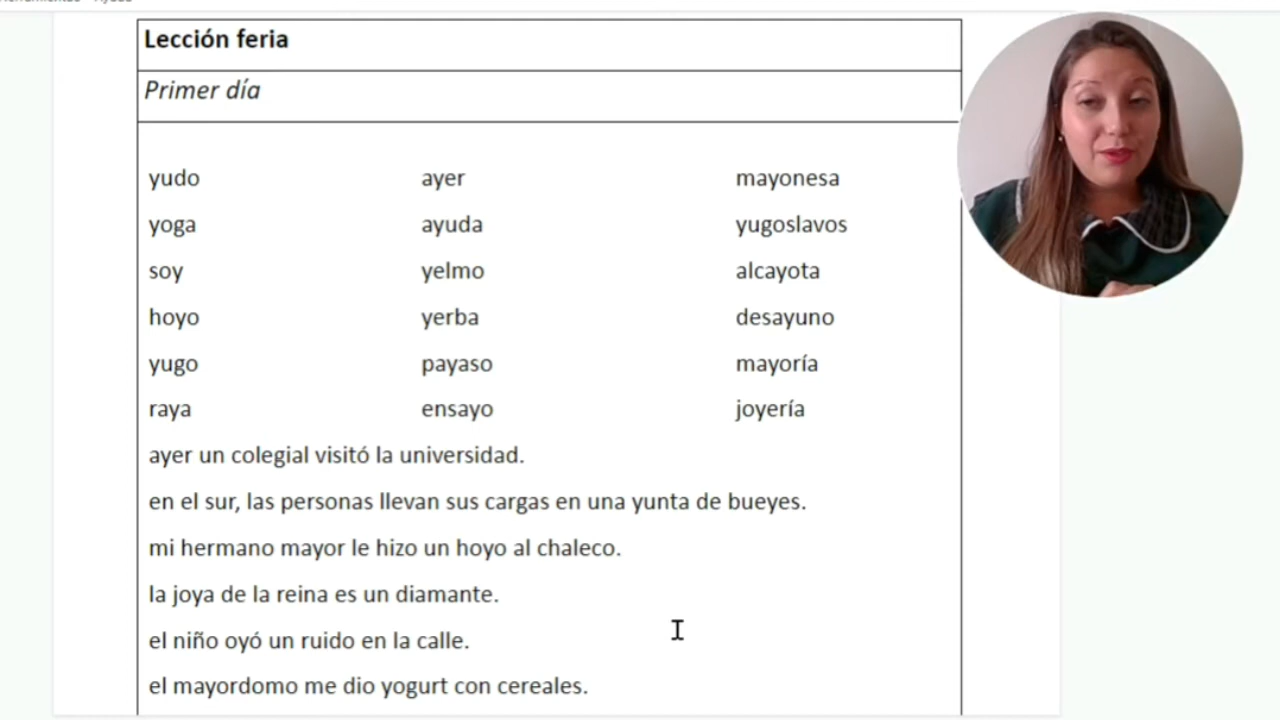 Lección feria
Primer día
yudo ayer mayonesa
yoga ayuda yugoslavos
soy yelmo alcayota
hoyo yerba desayuno
yugo payaso mayoría
raya ensayo joyería
ayer un colegial visitó la universidad.
en el sur, las personas llevan sus cargas en una yunta de bueyes.
mi hermano mayor le hizo un hoyo al chaleco.
la joya de la reina es un diamante.
el niño oyó un ruido en la calle.
el mayordomo me dio yogurt con cereales.